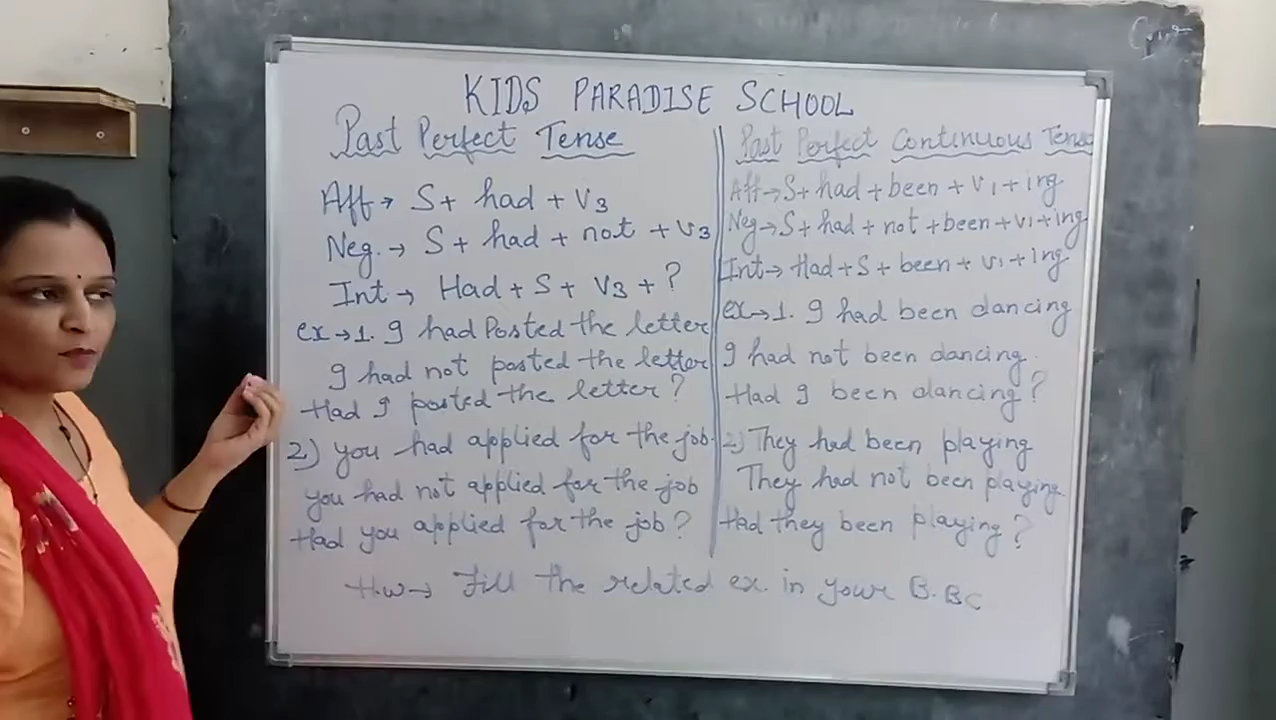 KIDS PARADISE SCHOOL
Past Perfect Tense
Aff → S + had + V3
Neg. → S + had + not + V3
Int → Had + S + V3 + ?
ex → 1. I had Posted the letter
I had not posted the letter
Had I posted the letter?
2) you had applied for the job.
you had not applied for the job
Had you applied for the job?
Past Perfect Continuous Tense
Aff → S + had + been + V1 + ing
Neg → S + had + not + been + V1 + ing
Int → Had + S + been + V1 + ing
ex → 1. I had been dancing
I had not been dancing.
Had I been dancing?
2) They had been playing
They had not been playing.
Had they been playing?
H.W → Fill the related ex. in your B.BC